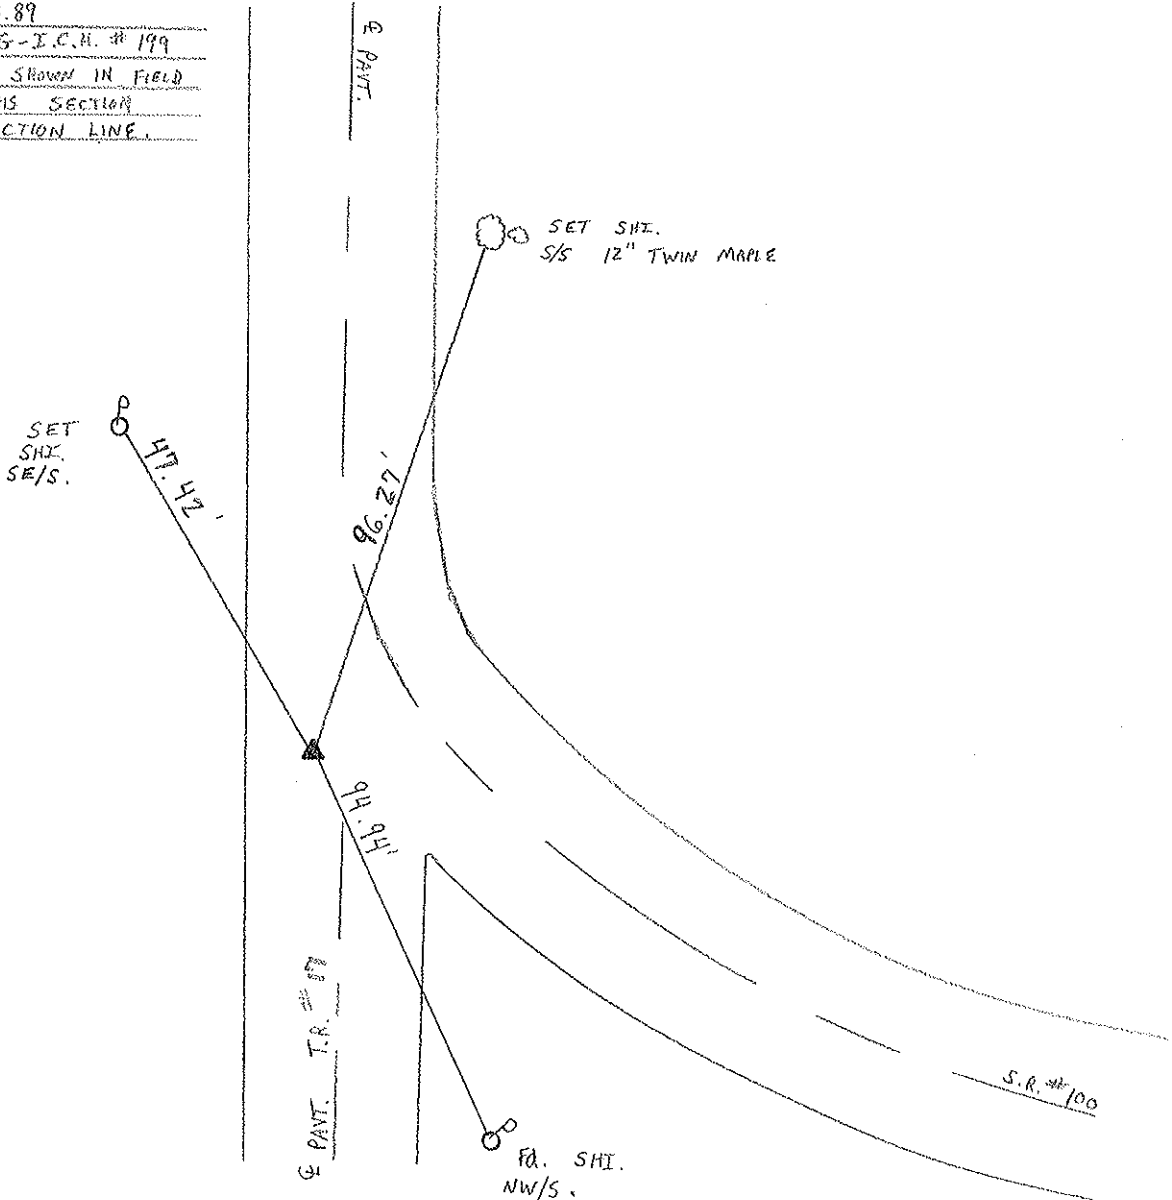 .89
G-I.C.H. # 199
SHOWN IN FIELD
IS SECTION
CTION LINE.
℄ PAVT.
SET SHI.
S/S 12" TWIN MAPLE
SET
SHI.
SE/S.
47.42'
96.27'
94.94'
℄ PAVT. T.R. # 17
S.R. #100
Fd. SHI.
NW/S.